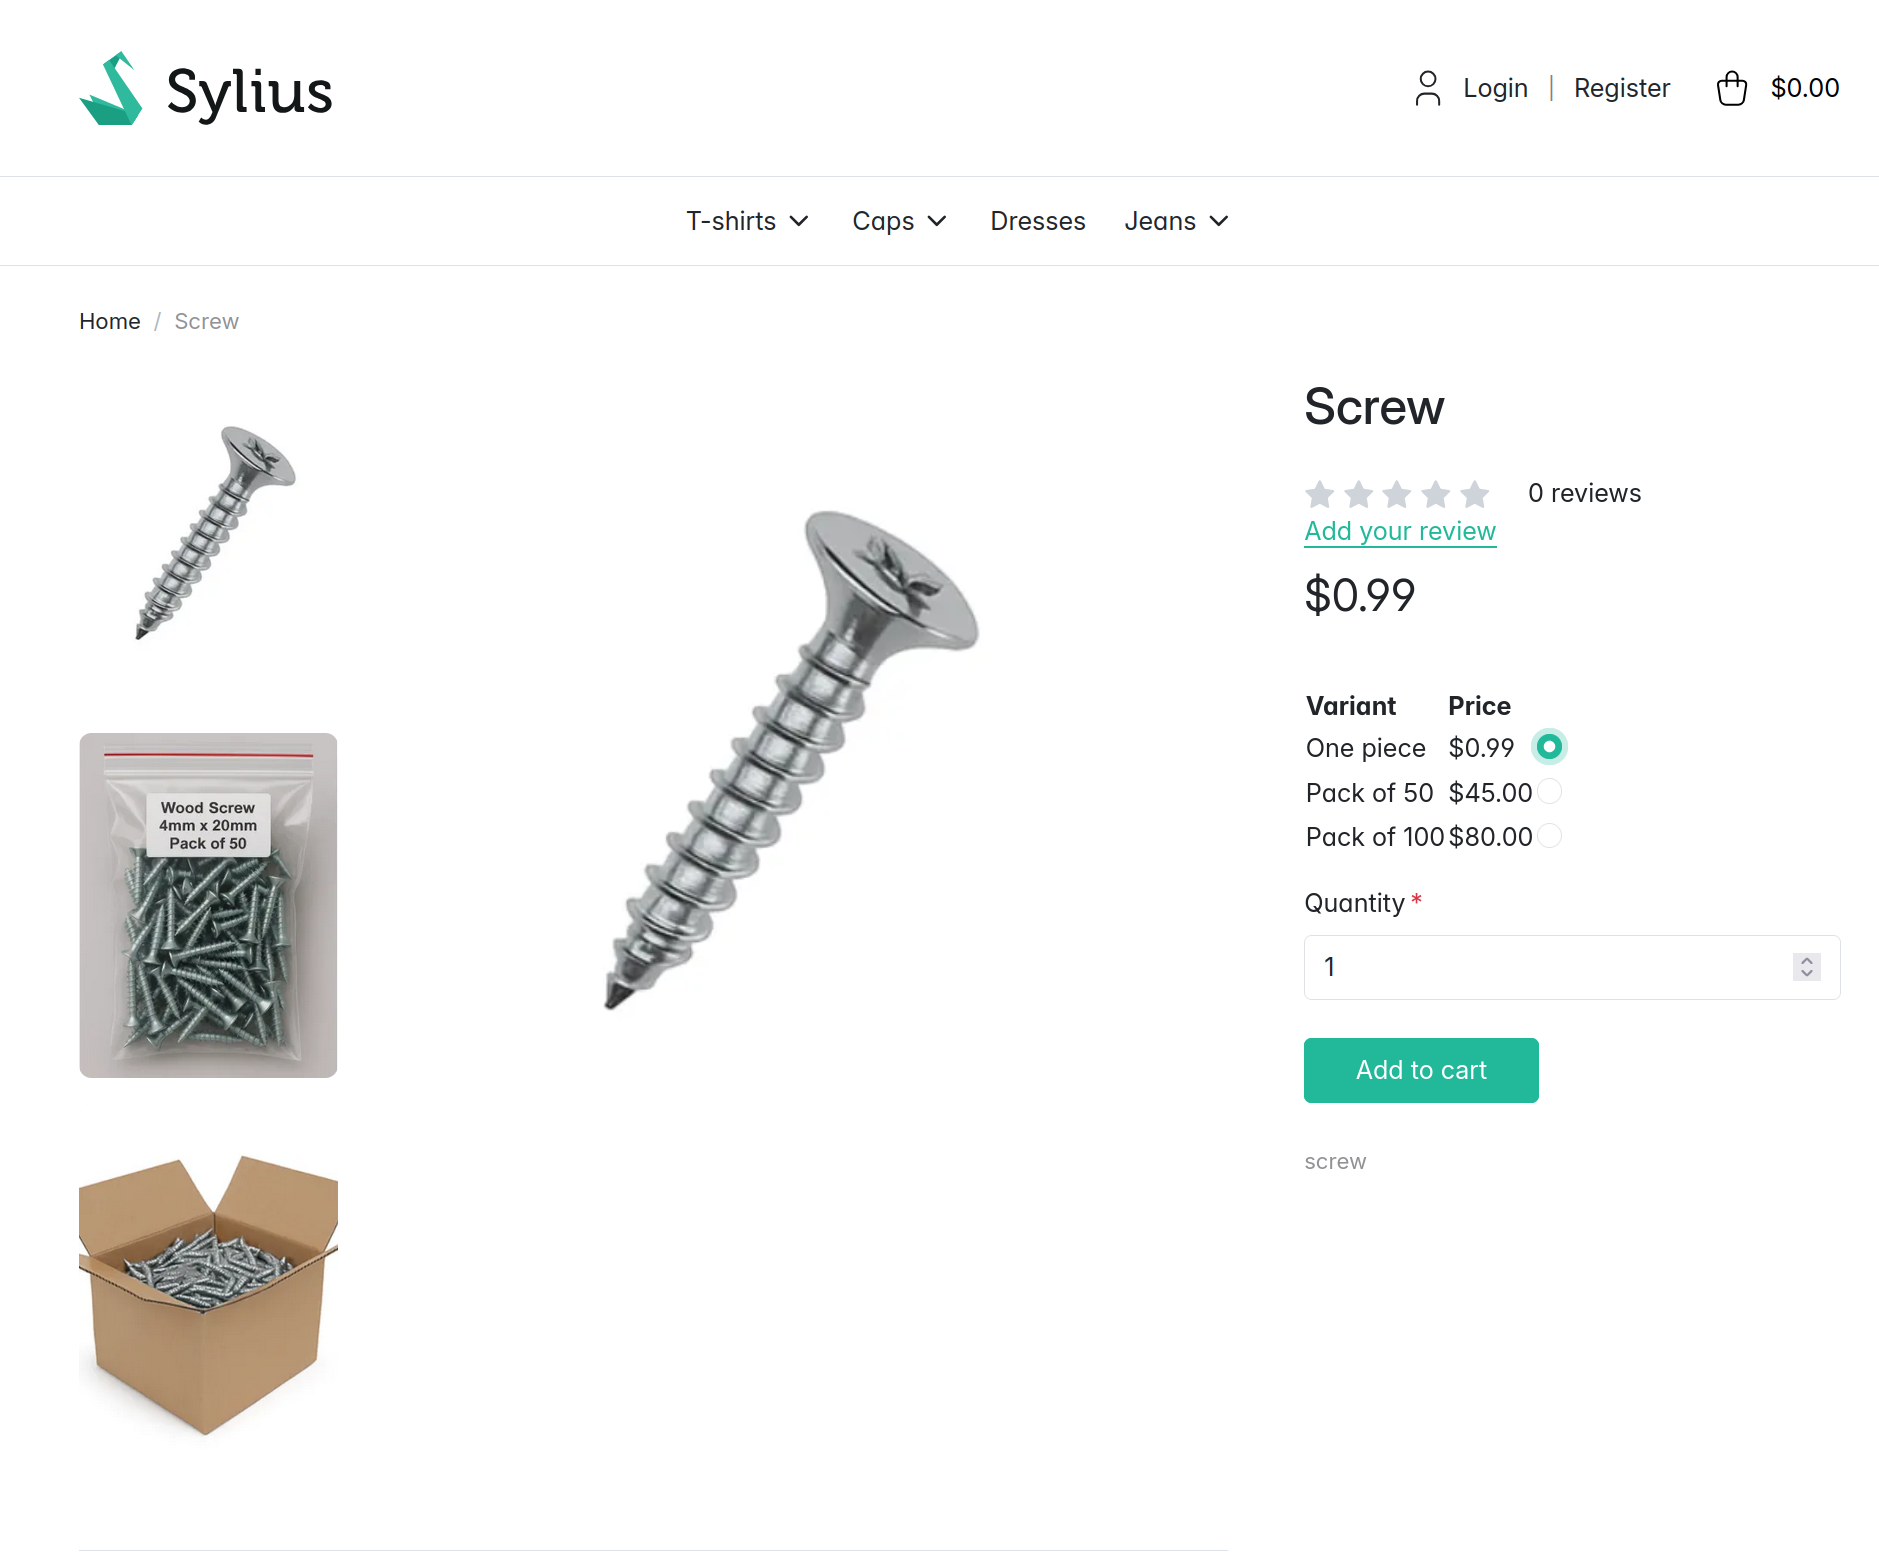 Sylius
Login | Register $0.00
T-shirts Caps Dresses Jeans
Home / Screw
Wood Screw
4mm x 20mm
Pack of 50
Screw
0 reviews
Add your review
$0.99
Variant Price
One piece $0.99
Pack of 50 $45.00
Pack of 100 $80.00
Quantity *
1
Add to cart
screw